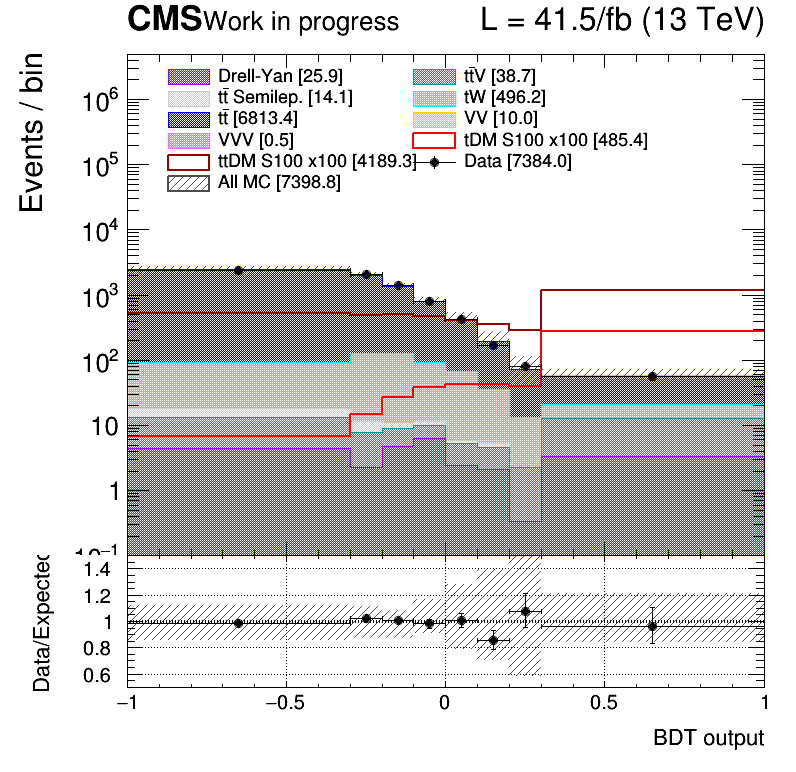 CMS Work in progress L = 41.5/fb (13 TeV)
Events / bin
Drell-Yan [25.9] tt̄V [38.7]
tt̄ Semilep. [14.1] tW [496.2]
tt̄ [6813.4] VV [10.0]
VVV [0.5] tDM S100 x100 [485.4]
ttDM S100 x100 [4189.3] Data [7384.0]
All MC [7398.8]
10⁶
10⁵
10⁴
10³
10²
10
1
10⁻¹
Data/Expected
1.4
1.2
1
0.8
0.6
−1 −0.5 0 0.5 1
BDT output